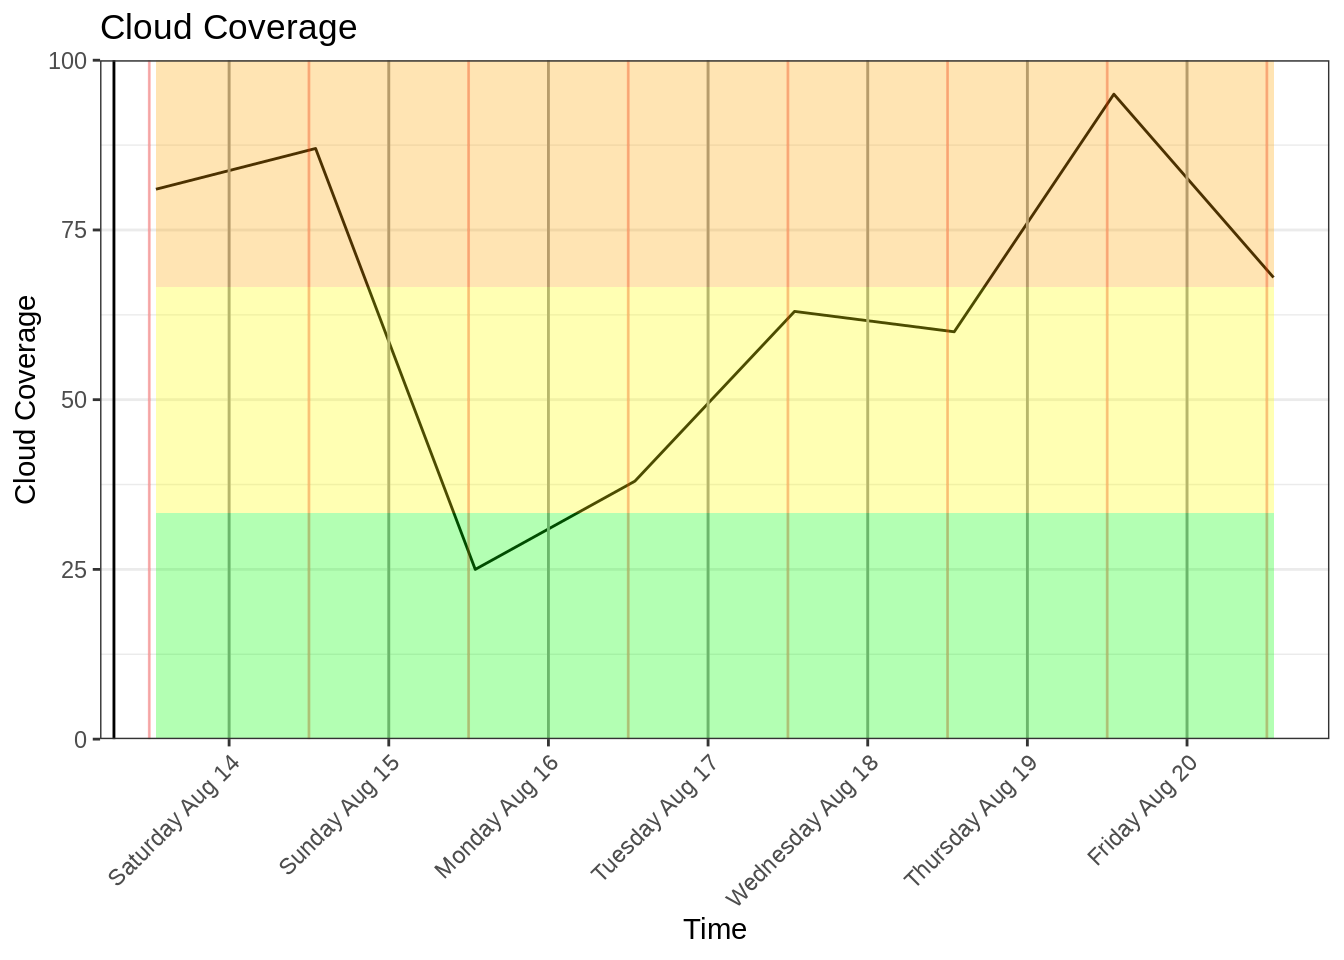 Cloud Coverage
Cloud Coverage
100
75
50
25
0
Saturday Aug 14
Sunday Aug 15
Monday Aug 16
Tuesday Aug 17
Wednesday Aug 18
Thursday Aug 19
Friday Aug 20
Time